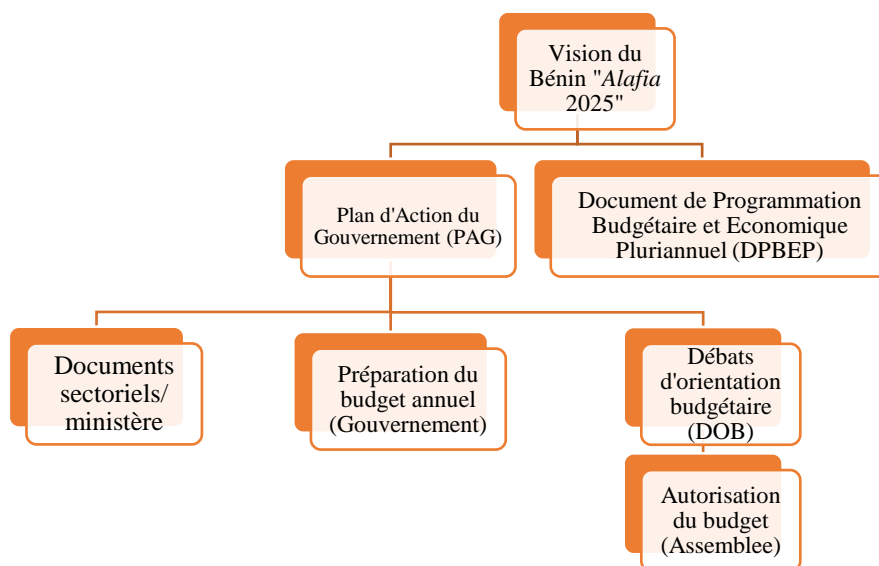 Vision du
Bénin "Alafia
2025"
Plan d'Action du
Gouvernement (PAG)
Document de Programmation
Budgétaire et Economique
Pluriannuel (DPBEP)
Documents
sectoriels/
ministère
Préparation du
budget annuel
(Gouvernement)
Débats
d'orientation
budgétaire
(DOB)
Autorisation
du budget
(Assemblee)